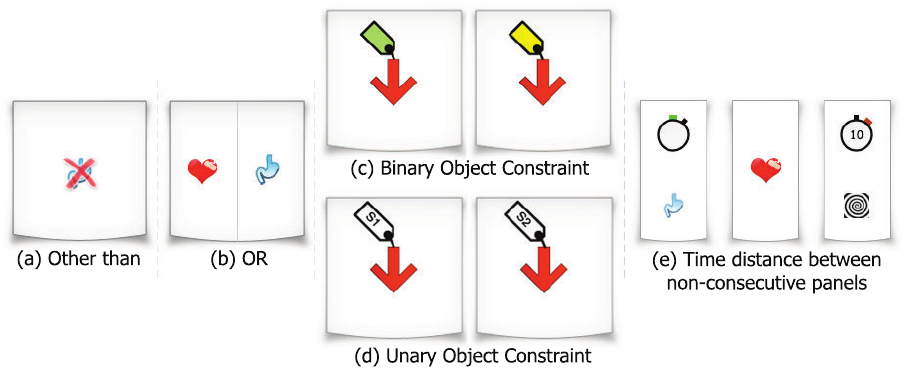 (a) Other than
(b) OR
(c) Binary Object Constraint
S1
S2
(d) Unary Object Constraint
10
(e) Time distance between
non-consecutive panels